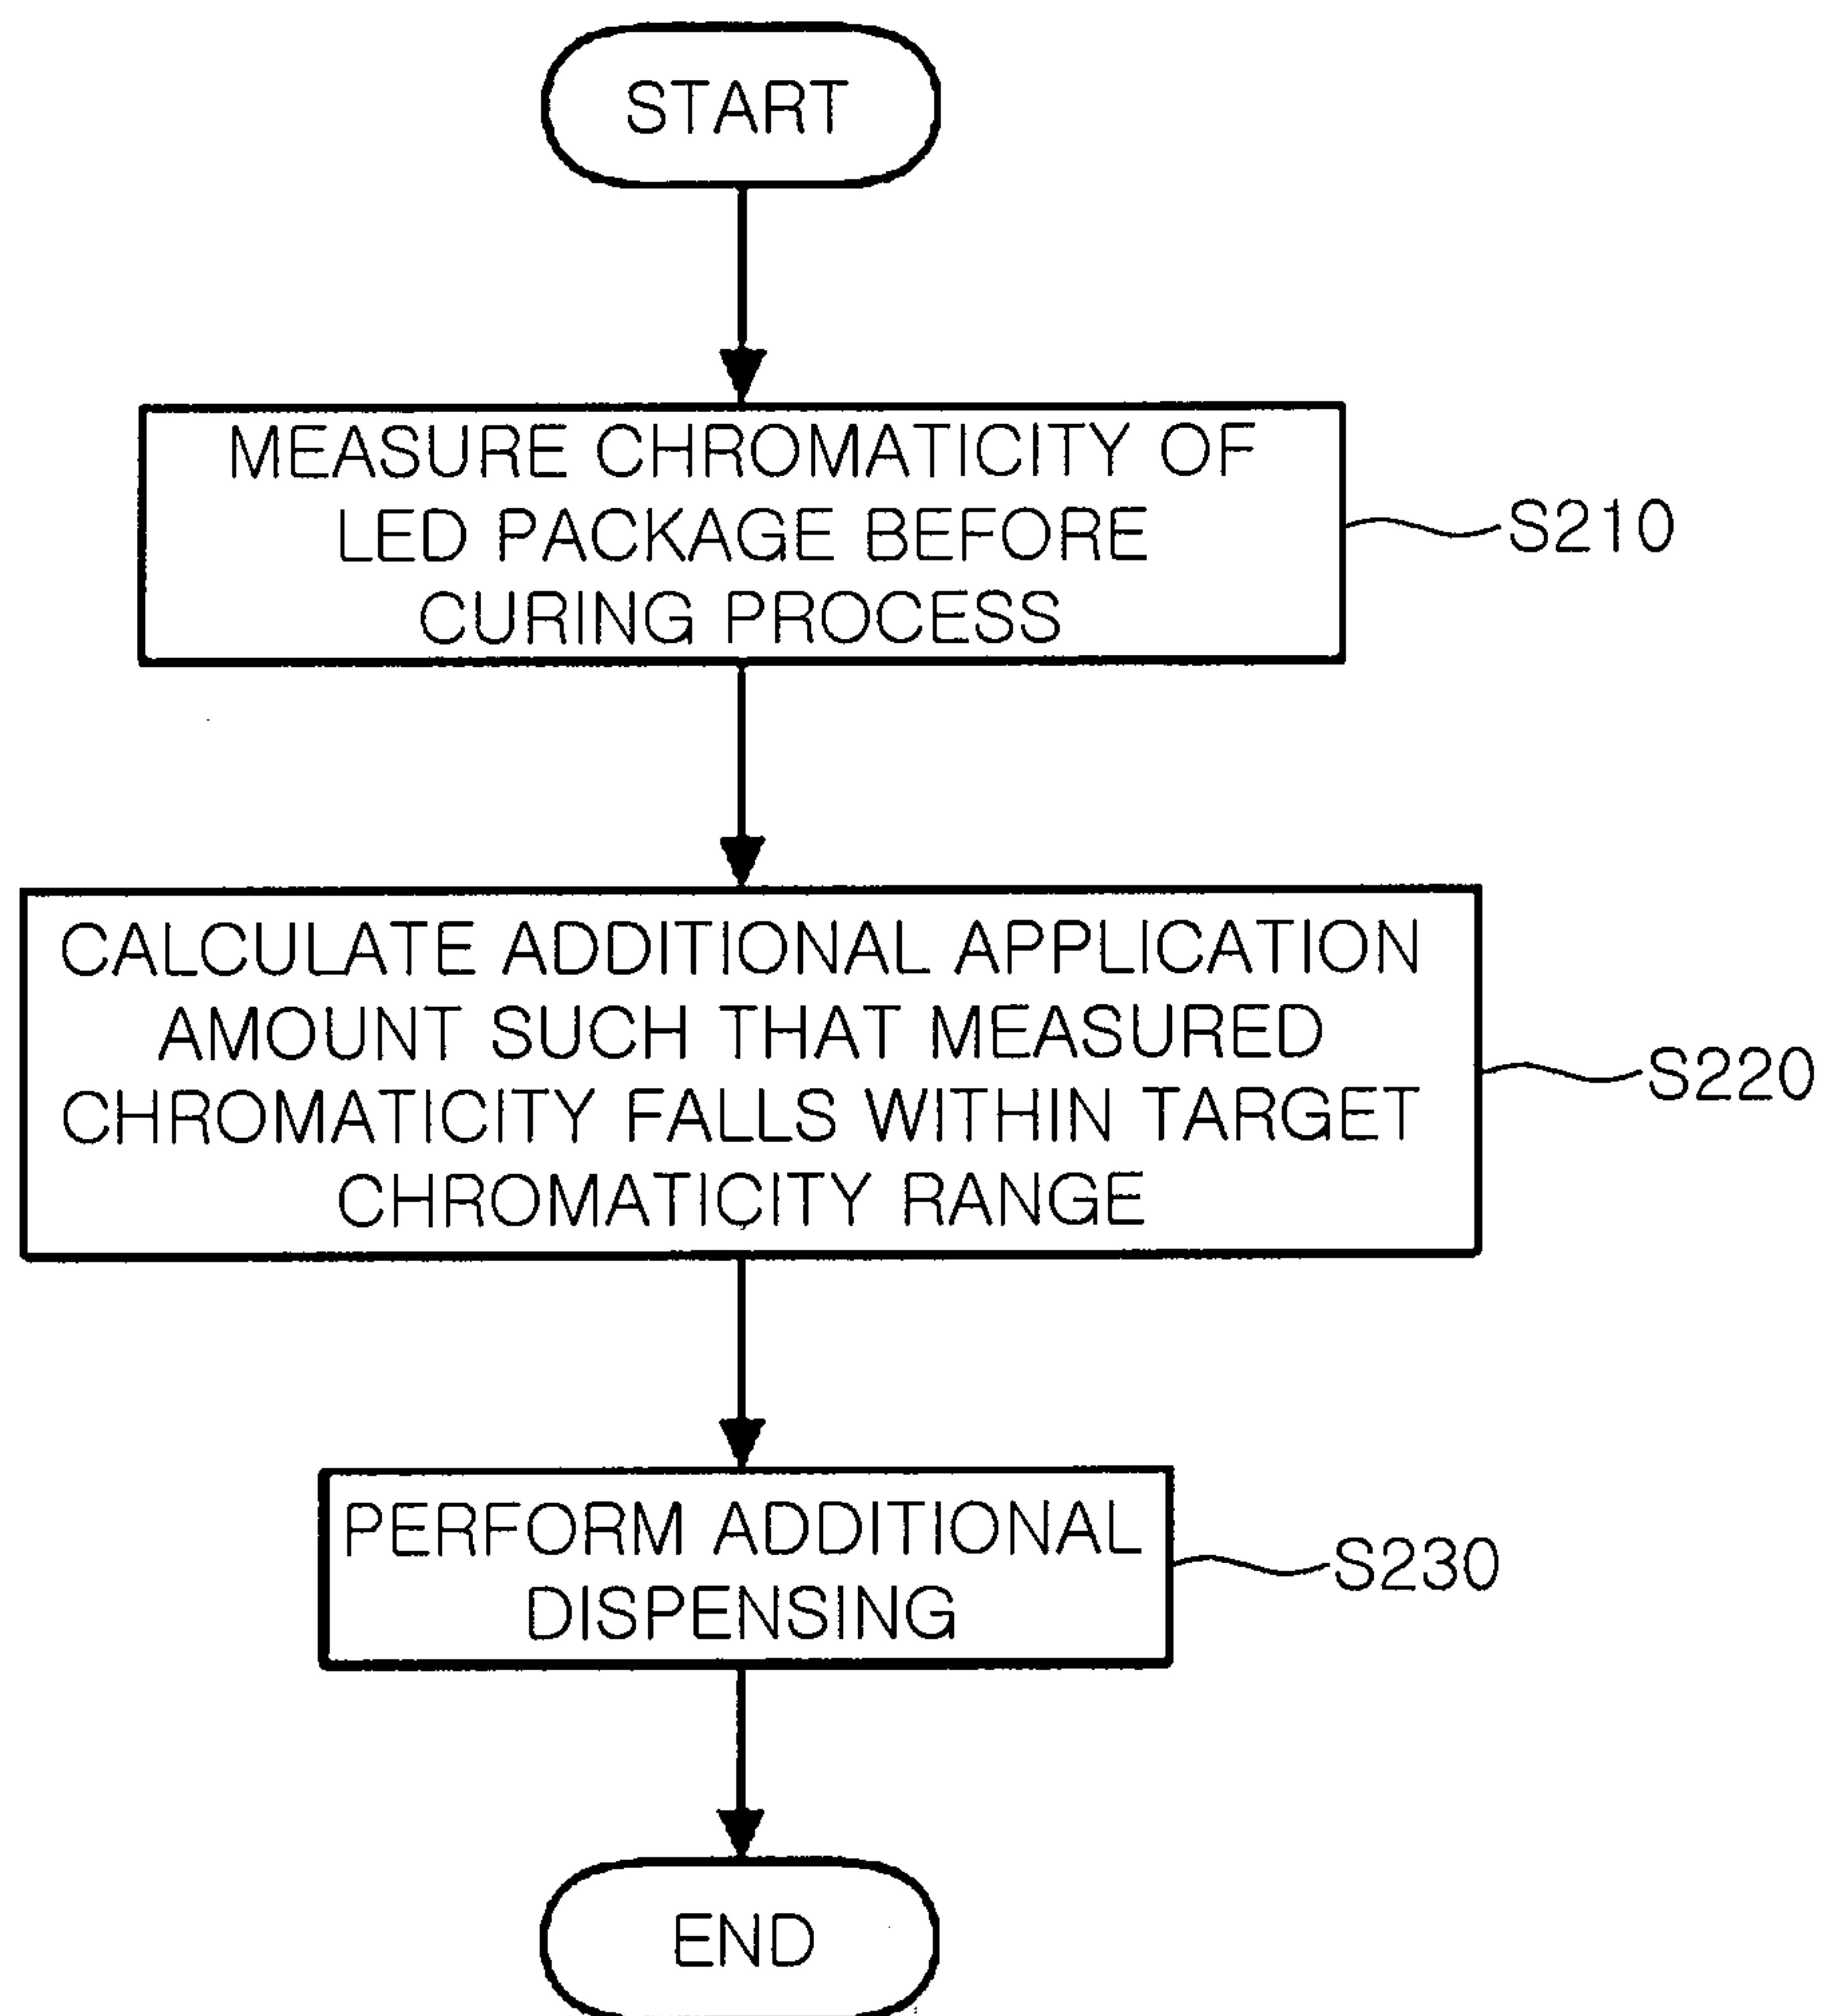 START
MEASURE CHROMATICITY OF
LED PACKAGE BEFORE
CURING PROCESS
S210
CALCULATE ADDITIONAL APPLICATION
AMOUNT SUCH THAT MEASURED
CHROMATICITY FALLS WITHIN TARGET
CHROMATICITY RANGE
S220
PERFORM ADDITIONAL
DISPENSING
S230
END